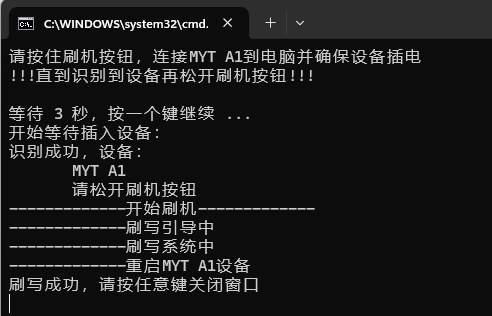 C:\WINDOWS\system32\cmd.
请按住刷机按钮，连接MYT A1到电脑并确保设备插电
!!!直到识别到设备再松开刷机按钮!!!
等待 3 秒，按一个键继续 ...
开始等待插入设备：
识别成功，设备：
MYT A1
请松开刷机按钮
-------------开始刷机-------------
-------------刷写引导中
-------------刷写系统中
-------------重启MYT A1设备
刷写成功，请按任意键关闭窗口